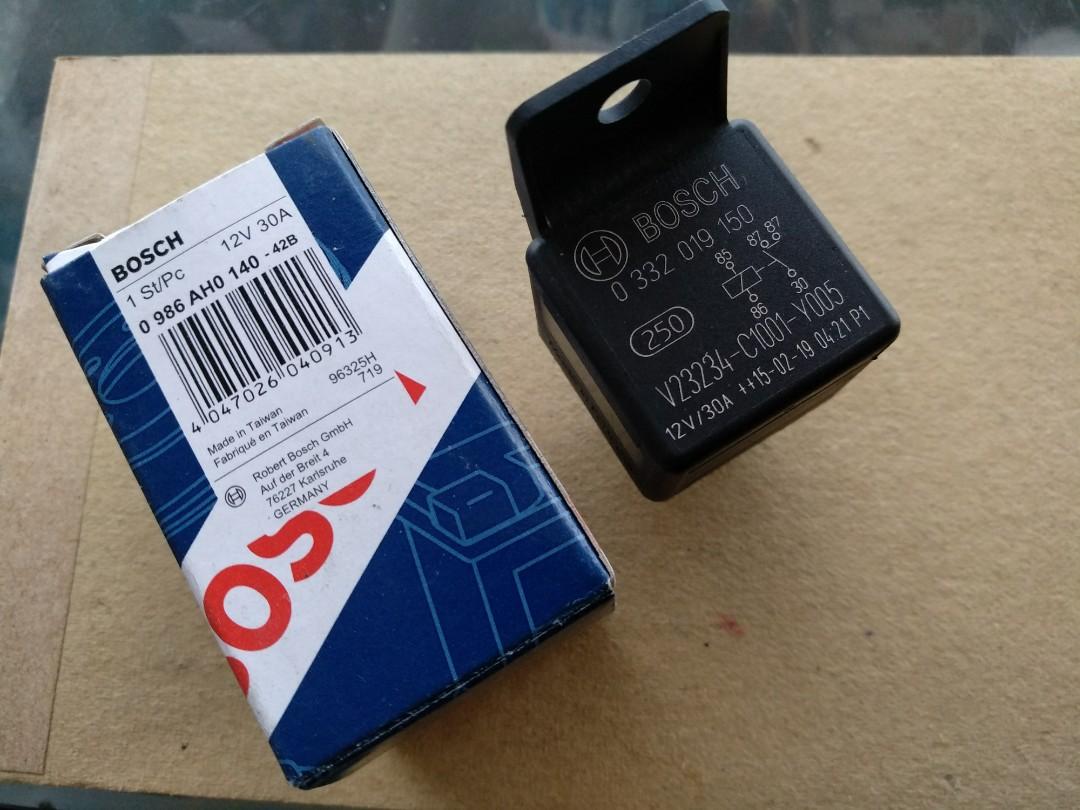 BOSCH
12V 30A
1 St/Pc
0 986 AH0 140 - 42B
4 047026 040913
96325H
719
Made in Taiwan
Fabriqué en Taiwan
Robert Bosch GmbH
Auf der Breit 4
76227 Karlsruhe
GERMANY
BOSCH
0 332 019 150
85 87 87
86 30
250
V23234-C1001-Y005
12V/30A ++15-02-19 04:21 P1